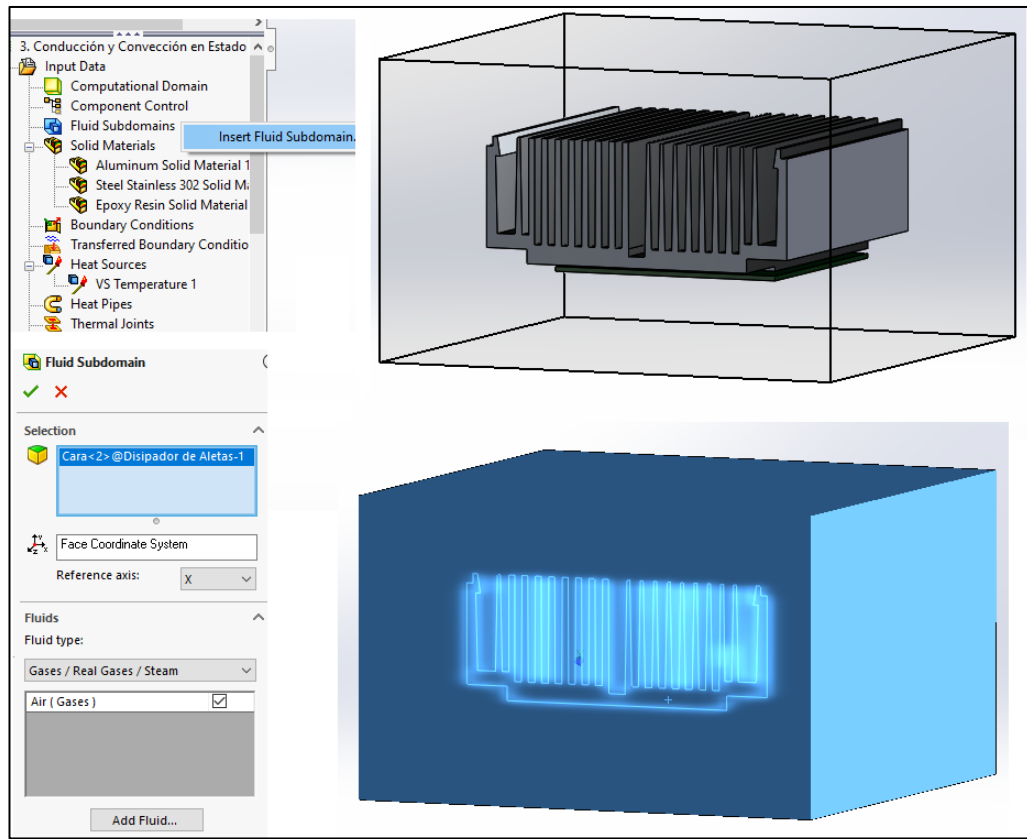 3. Conducción y Convección en Estado
Input Data
Computational Domain
Component Control
Fluid Subdomains
Insert Fluid Subdomain.
Solid Materials
Aluminum Solid Material 1
Steel Stainless 302 Solid Ma
Epoxy Resin Solid Material
Boundary Conditions
Transferred Boundary Conditio
Heat Sources
VS Temperature 1
Heat Pipes
Thermal Joints
Fluid Subdomain
Selection
Cara<2>@Disipador de Aletas-1
Face Coordinate System
Reference axis: X
Fluids
Fluid type:
Gases / Real Gases / Steam
Air ( Gases )
Add Fluid...